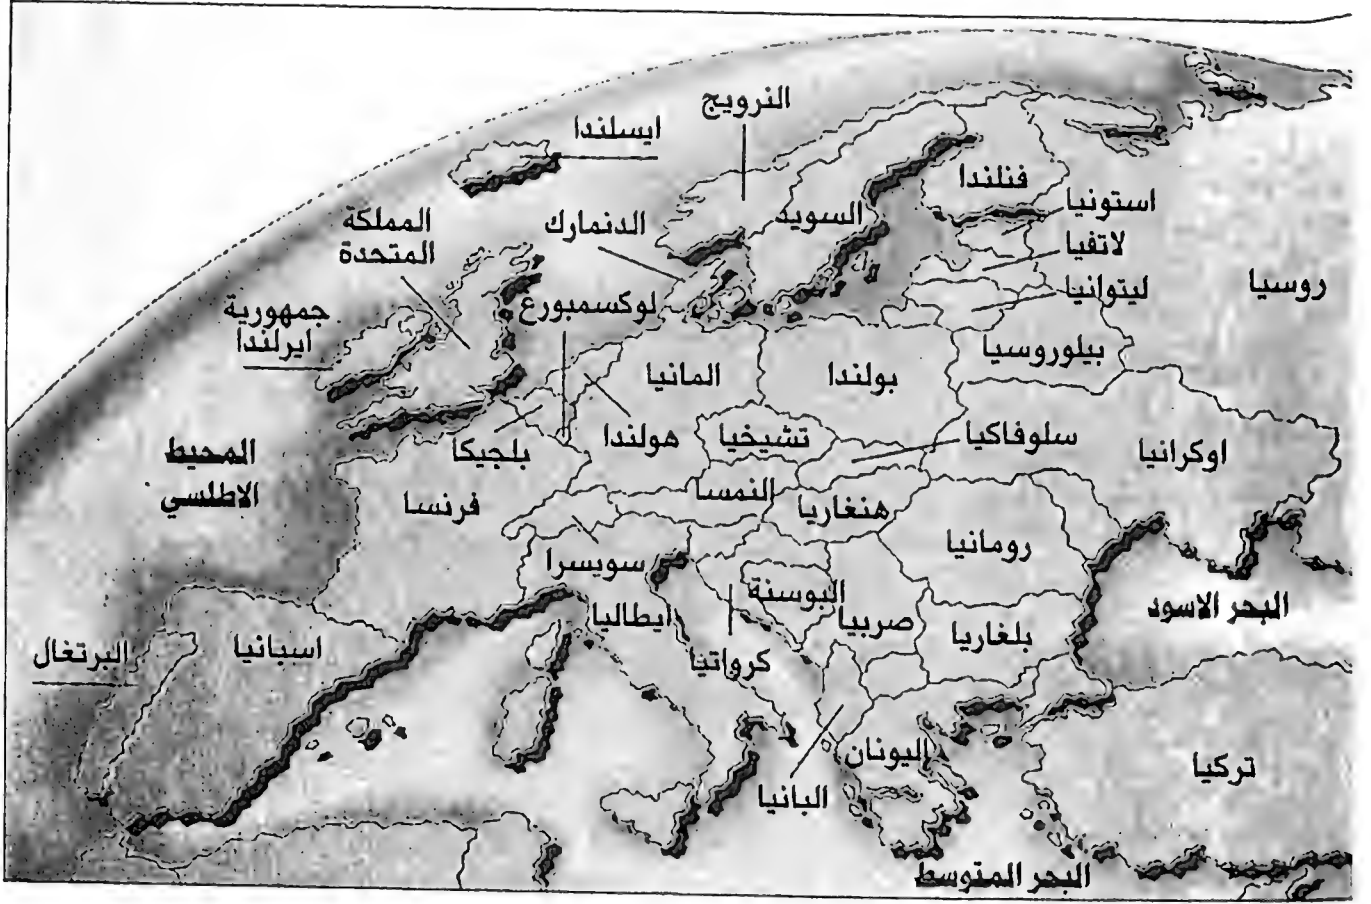 النرويج
ايسلندا
فنلندا
استونيا
السويد
الدنمارك
المملكة
المتحدة
لاتفيا
روسيا
ليتوانيا
لوكسمبورغ
جمهورية
ايرلندا
بيلوروسيا
المانيا
بولندا
سلوفاكيا
تشيخيا
هولندا
بلجيكا
اوكرانيا
المحيط
الاطلسي
النمسا
فرنسا
هنغاريا
رومانيا
سويسرا
البوسنة
البحر الاسود
ايطاليا
صربيا
بلغاريا
اسبانيا
البرتغال
كرواتيا
اليونان
تركيا
البانيا
البحر المتوسط